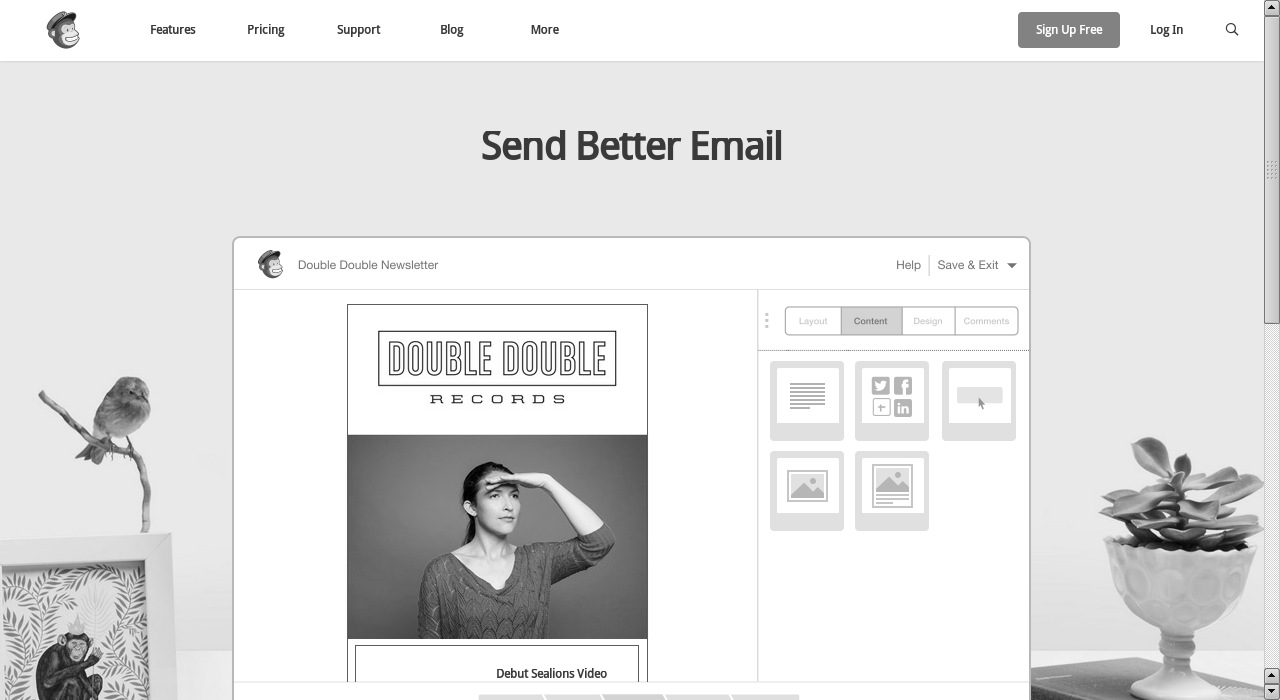 Features Pricing Support Blog More Sign Up Free Log In
Send Better Email
Double Double Newsletter Help Save & Exit
Layout Content Design Comments
DOUBLE DOUBLE
RECORDS
Debut Sealions Video